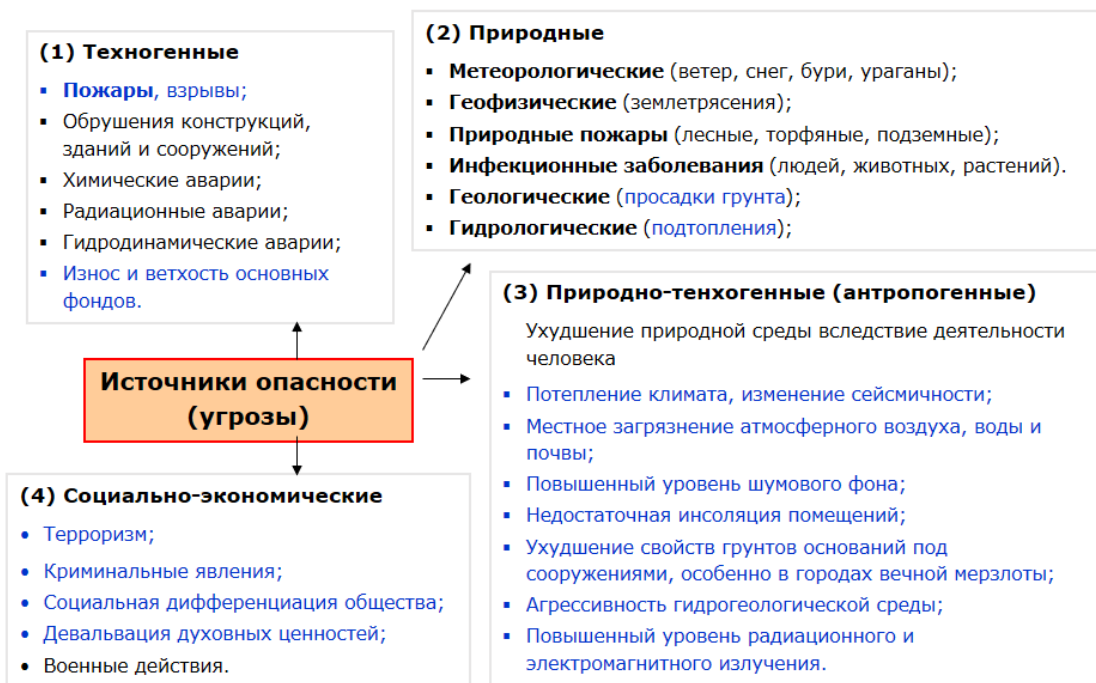 (1) Техногенные
▪ Пожары, взрывы;
▪ Обрушения конструкций,
зданий и сооружений;
▪ Химические аварии;
▪ Радиационные аварии;
▪ Гидродинамические аварии;
▪ Износ и ветхость основных
фондов.
(2) Природные
▪ Метеорологические (ветер, снег, бури, ураганы);
▪ Геофизические (землетрясения);
▪ Природные пожары (лесные, торфяные, подземные);
▪ Инфекционные заболевания (людей, животных, растений).
▪ Геологические (просадки грунта);
▪ Гидрологические (подтопления);
Источники опасности
(угрозы)
(3) Природно-тенхогенные (антропогенные)
Ухудшение природной среды вследствие деятельности
человека
▪ Потепление климата, изменение сейсмичности;
▪ Местное загрязнение атмосферного воздуха, воды и
почвы;
▪ Повышенный уровень шумового фона;
▪ Недостаточная инсоляция помещений;
▪ Ухудшение свойств грунтов оснований под
сооружениями, особенно в городах вечной мерзлоты;
▪ Агрессивность гидрогеологической среды;
▪ Повышенный уровень радиационного и
электромагнитного излучения.
(4) Социально-экономические
• Терроризм;
• Криминальные явления;
• Социальная дифференциация общества;
• Девальвация духовных ценностей;
• Военные действия.